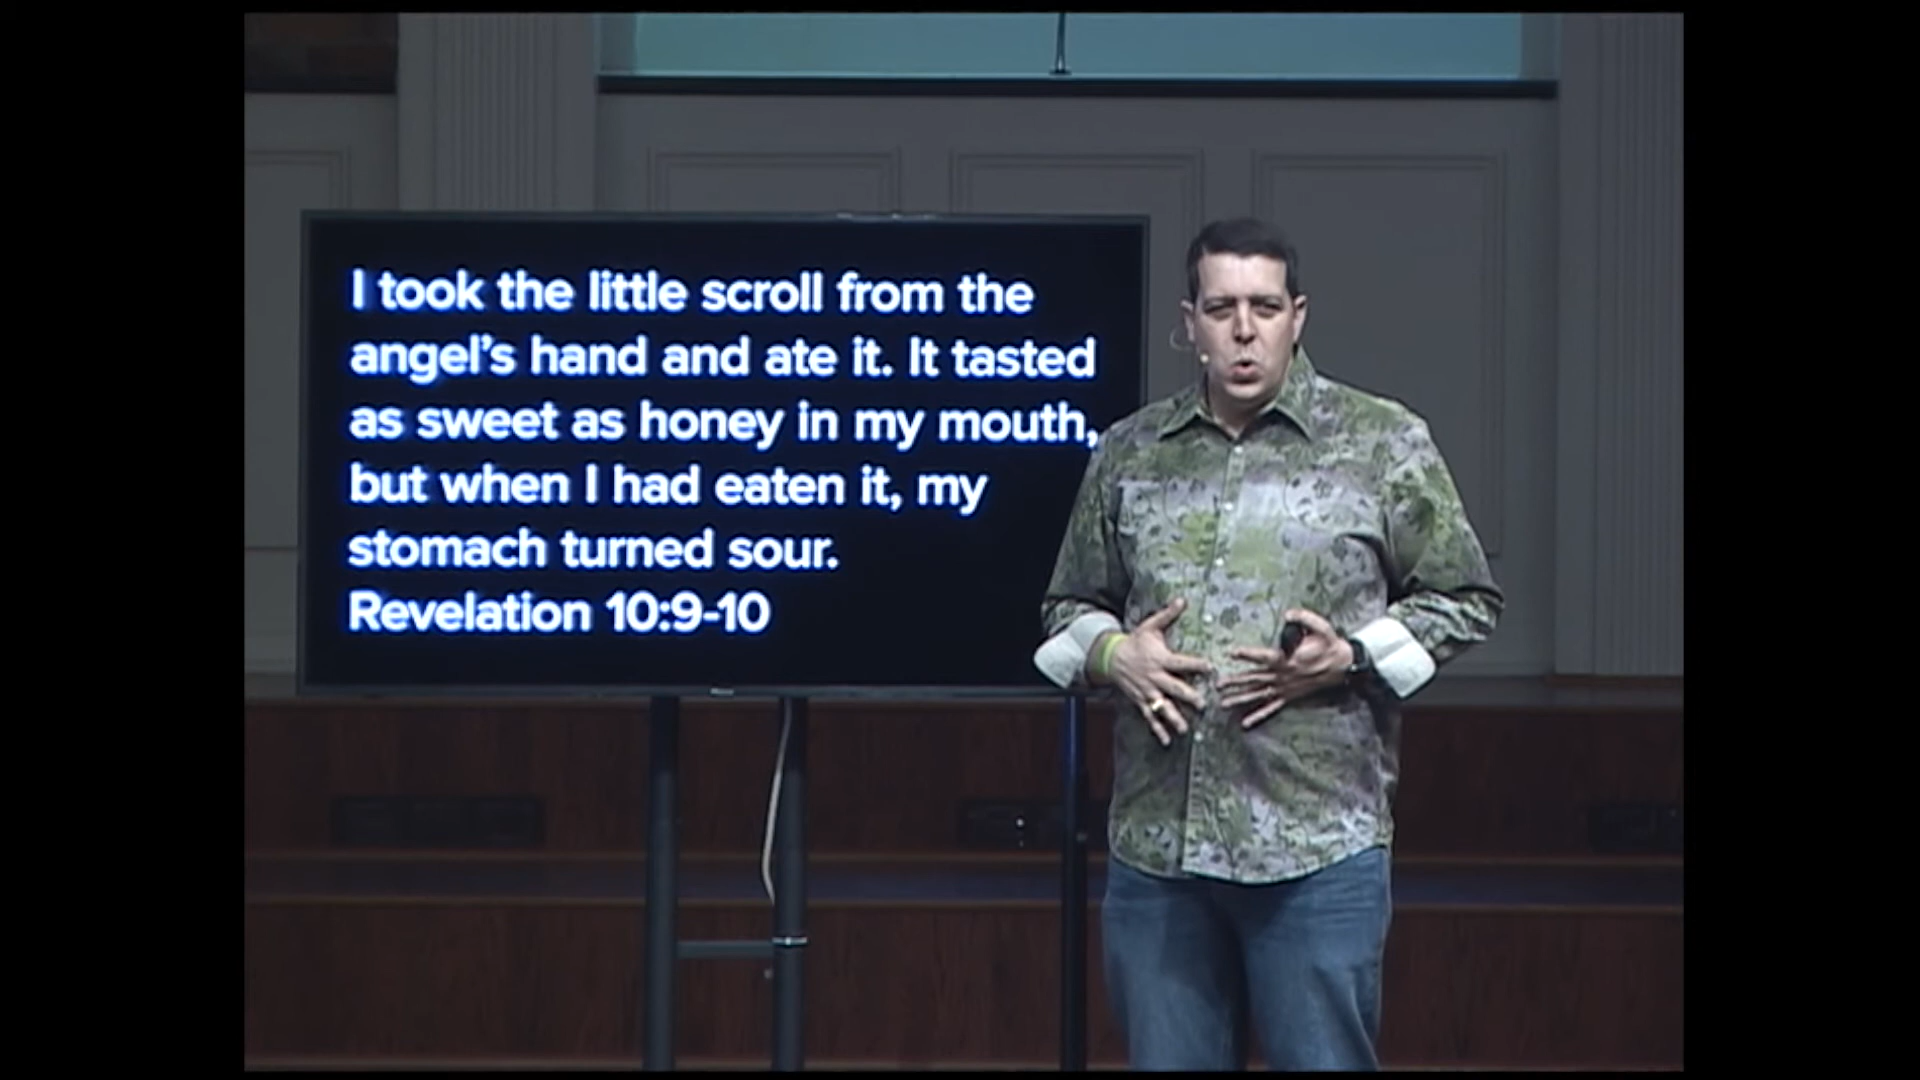 I took the little scroll from the
angel’s hand and ate it. It tasted
as sweet as honey in my mouth,
but when I had eaten it, my
stomach turned sour.
Revelation 10:9-10